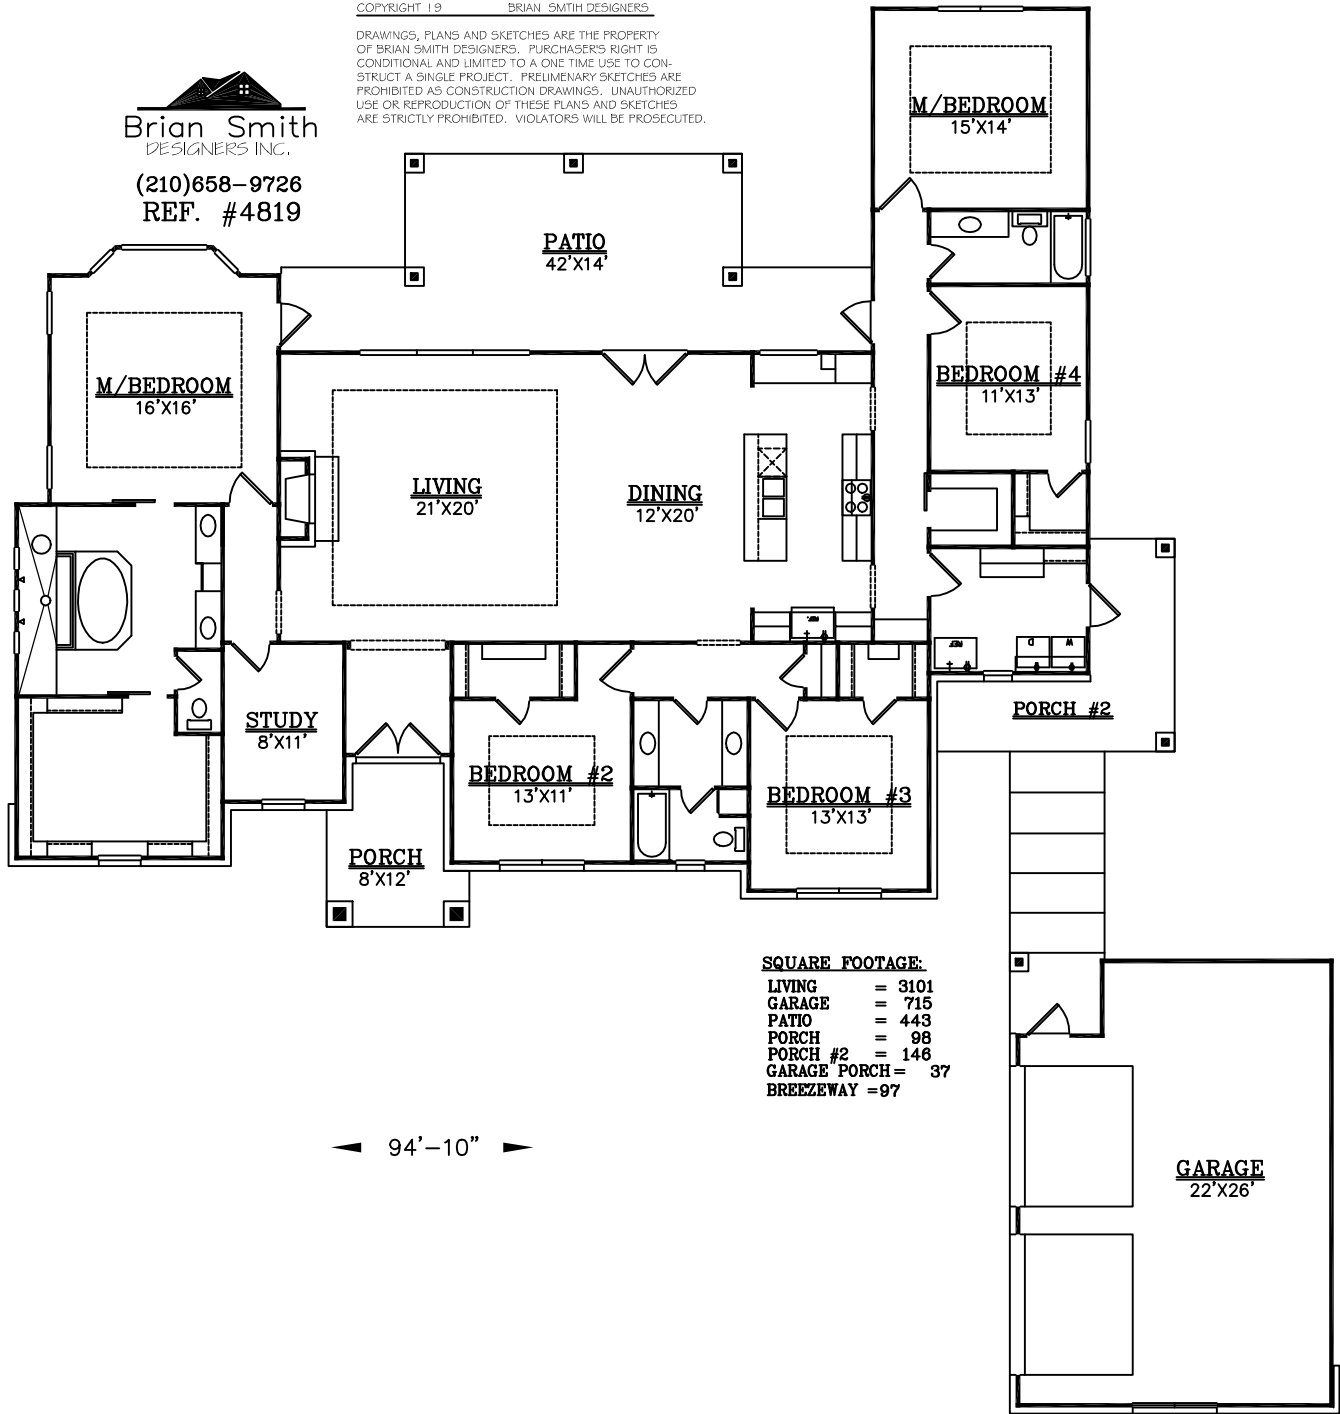 COPYRIGHT 19 BRIAN SMTIH DESIGNERS
DRAWINGS, PLANS AND SKETCHES ARE THE PROPERTY
OF BRIAN SMITH DESIGNERS. PURCHASER'S RIGHT IS
CONDITIONAL AND LIMITED TO A ONE TIME USE TO CON-
STRUCT A SINGLE PROJECT. PRELIMENARY SKETCHES ARE
PROHIBITED AS CONSTRUCTION DRAWINGS. UNAUTHORIZED
USE OR REPRODUCTION OF THESE PLANS AND SKETCHES
ARE STRICTLY PROHIBITED. VIOLATORS WILL BE PROSECUTED.
Brian Smith
DESIGNERS INC.
(210)658-9726
REF. #4819
M/BEDROOM
15'X14'
PATIO
42'X14'
M/BEDROOM
16'X16'
BEDROOM #4
11'X13'
LIVING
21'X20'
DINING
12'X20'
REF.
REF
D
W
STUDY
8'X11'
PORCH #2
BEDROOM #2
13'X11'
BEDROOM #3
13'X13'
PORCH
8'X12'
SQUARE FOOTAGE:
LIVING = 3101
GARAGE = 715
PATIO = 443
PORCH = 98
PORCH #2 = 146
GARAGE PORCH = 37
BREEZEWAY =97
94'-10"
GARAGE
22'X26'